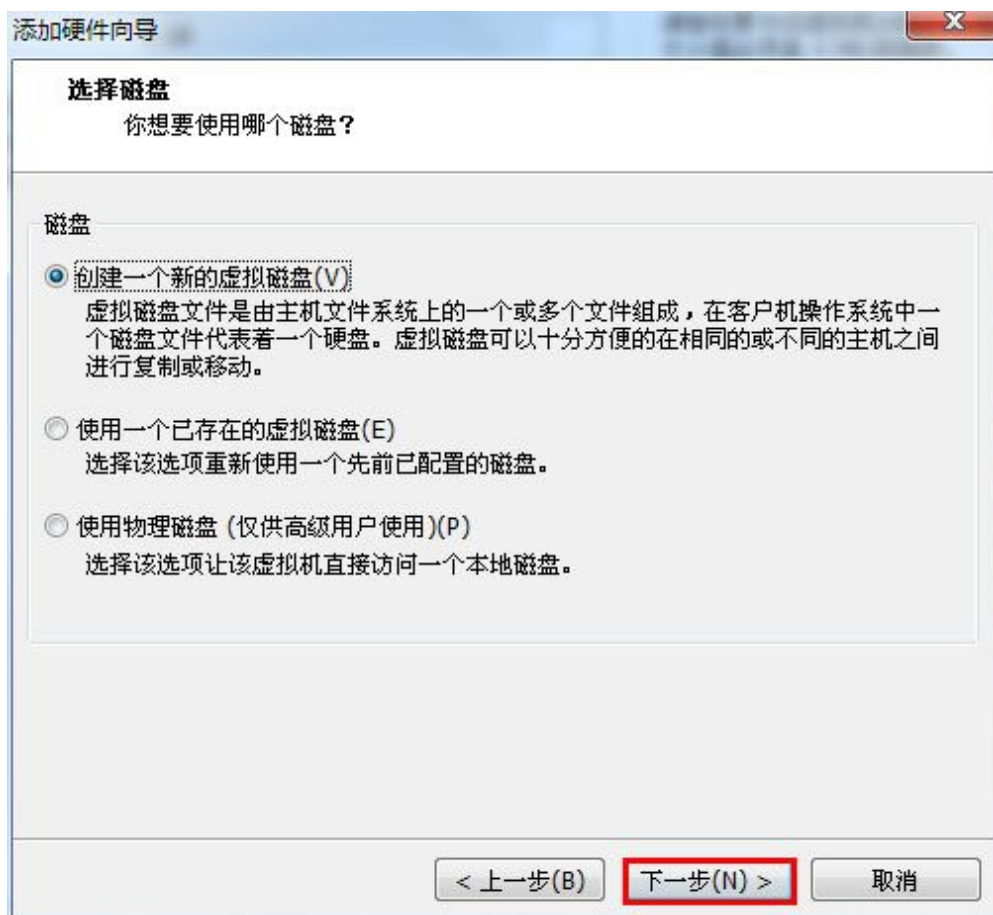 添加硬件向导
选择磁盘
你想要使用哪个磁盘?
磁盘
创建一个新的虚拟磁盘(V)
虚拟磁盘文件是由主机文件系统上的一个或多个文件组成，在客户机操作系统中一
个磁盘文件代表着一个硬盘。虚拟磁盘可以十分方便的在相同的或不同的主机之间
进行复制或移动。
使用一个已存在的虚拟磁盘(E)
选择该选项重新使用一个先前已配置的磁盘。
使用物理磁盘 (仅供高级用户使用)(P)
选择该选项让该虚拟机直接访问一个本地磁盘。
< 上一步(B)
下一步(N) >
取消